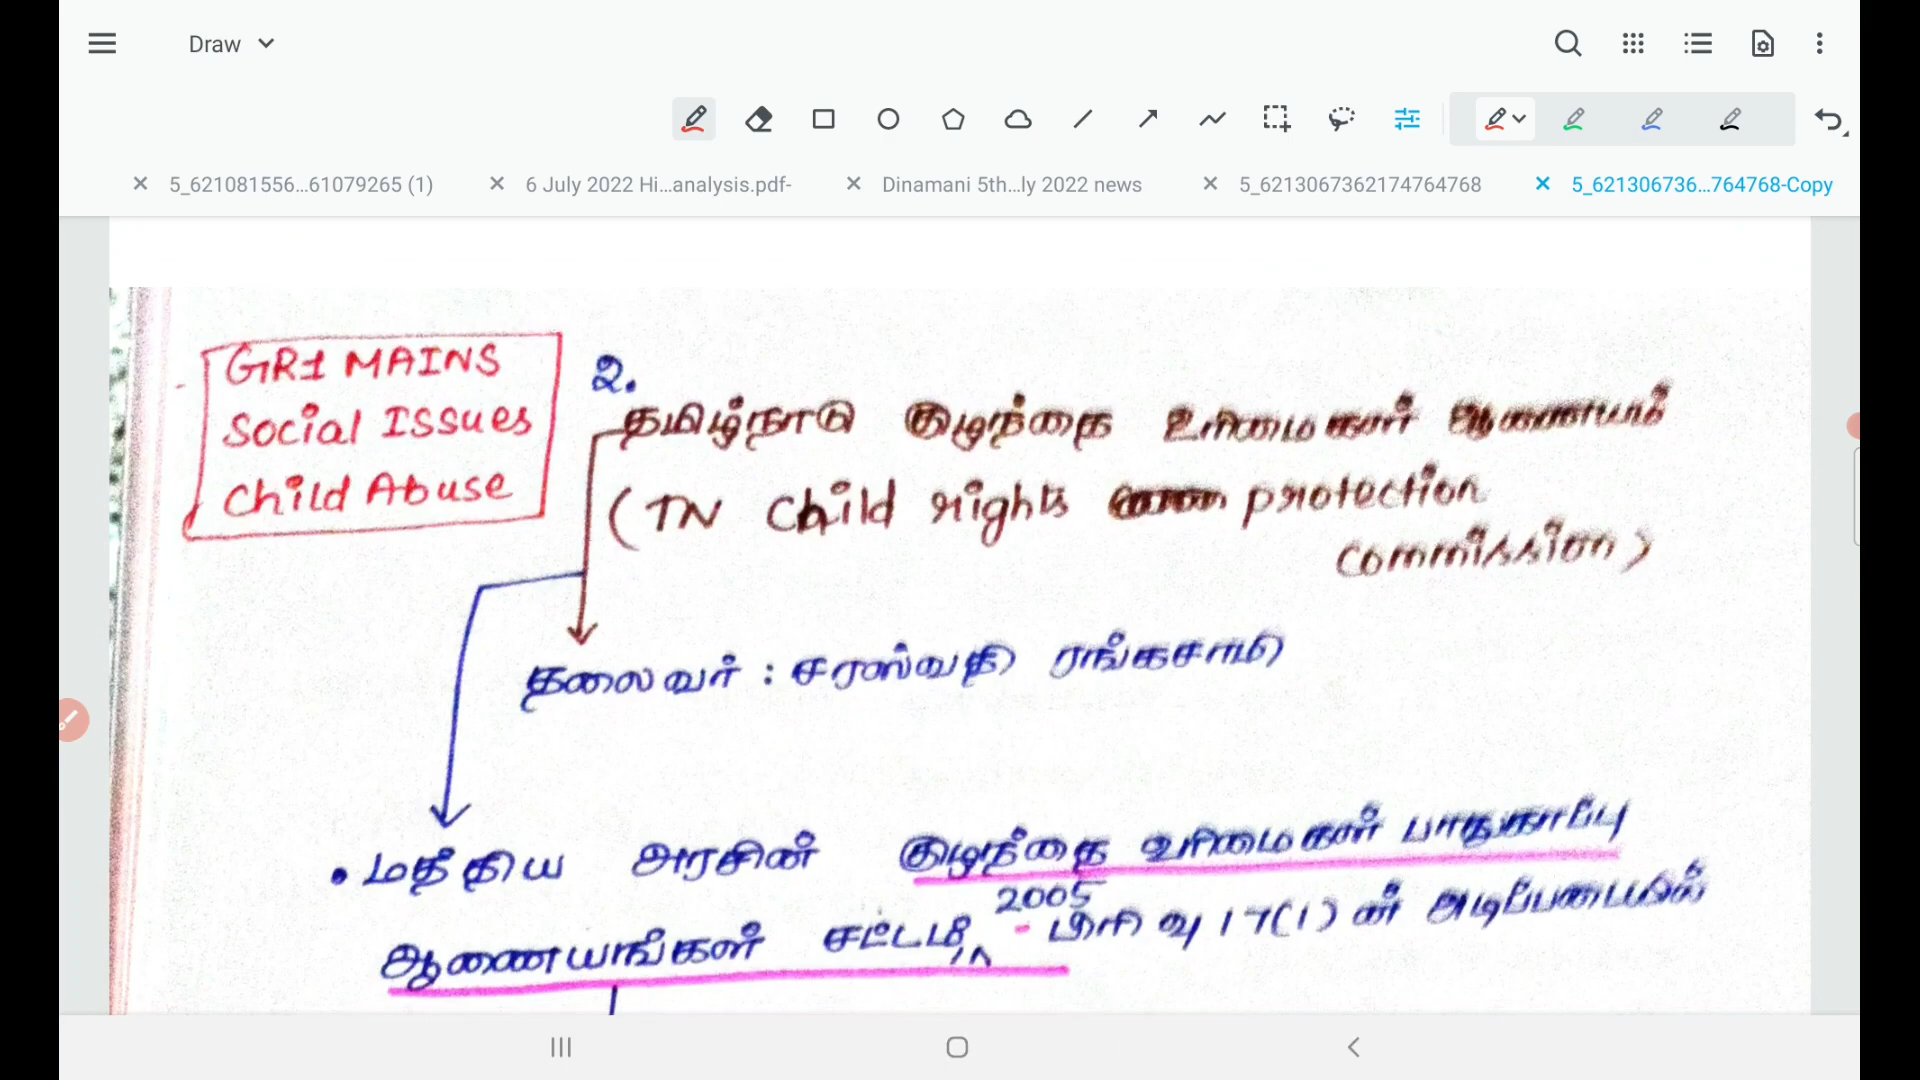 Draw
5_621081556...61079265 (1)
6 July 2022 Hi...analysis.pdf-
Dinamani 5th...ly 2022 news
5_6213067362174764768
5_621306736...764768-Copy
GR1 MAINS
Social Issues
Child Abuse
2.
தமிழ்நாடு குழந்தை உரிமைகள் ஆணையம்
(TN Child rights protection
commission)
தலைவர் : சரஸ்வதி ரங்கசாமி
• மத்திய அரசின் குழந்தை உரிமைகள் பாதுகாப்பு
ஆணையங்கள் சட்டம், 2005 - பிரிவு 17(1) ன் அடிப்படையில்